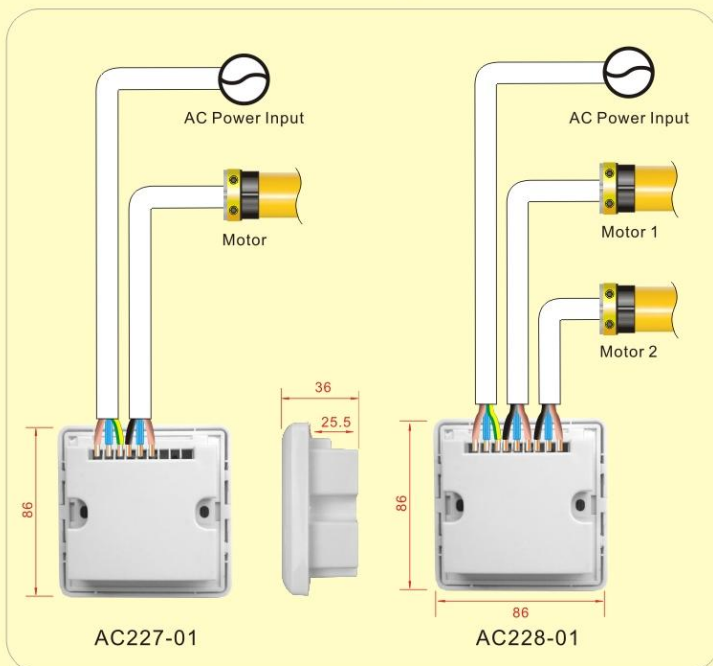 AC Power Input
Motor
86
AC227-01
36
25.5
AC Power Input
Motor 1
Motor 2
86
86
AC228-01